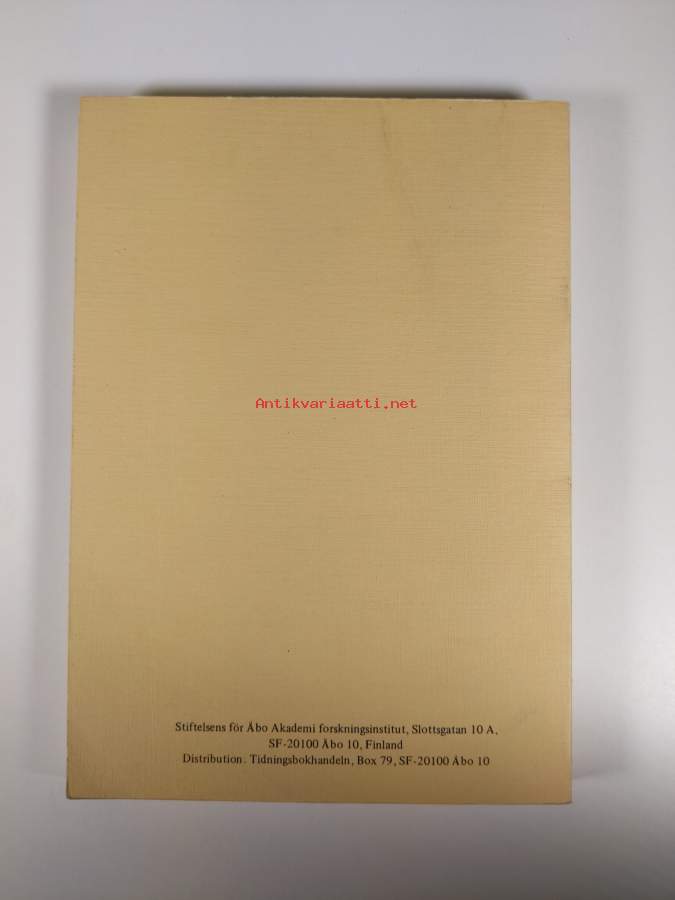 Antikvariaatti.net
Stiftelsens för Åbo Akademi forskningsinstitut, Slottsgatan 10 A,
SF-20100 Åbo 10, Finland
Distribution. Tidningsbokhandeln, Box 79, SF-20100 Åbo 10